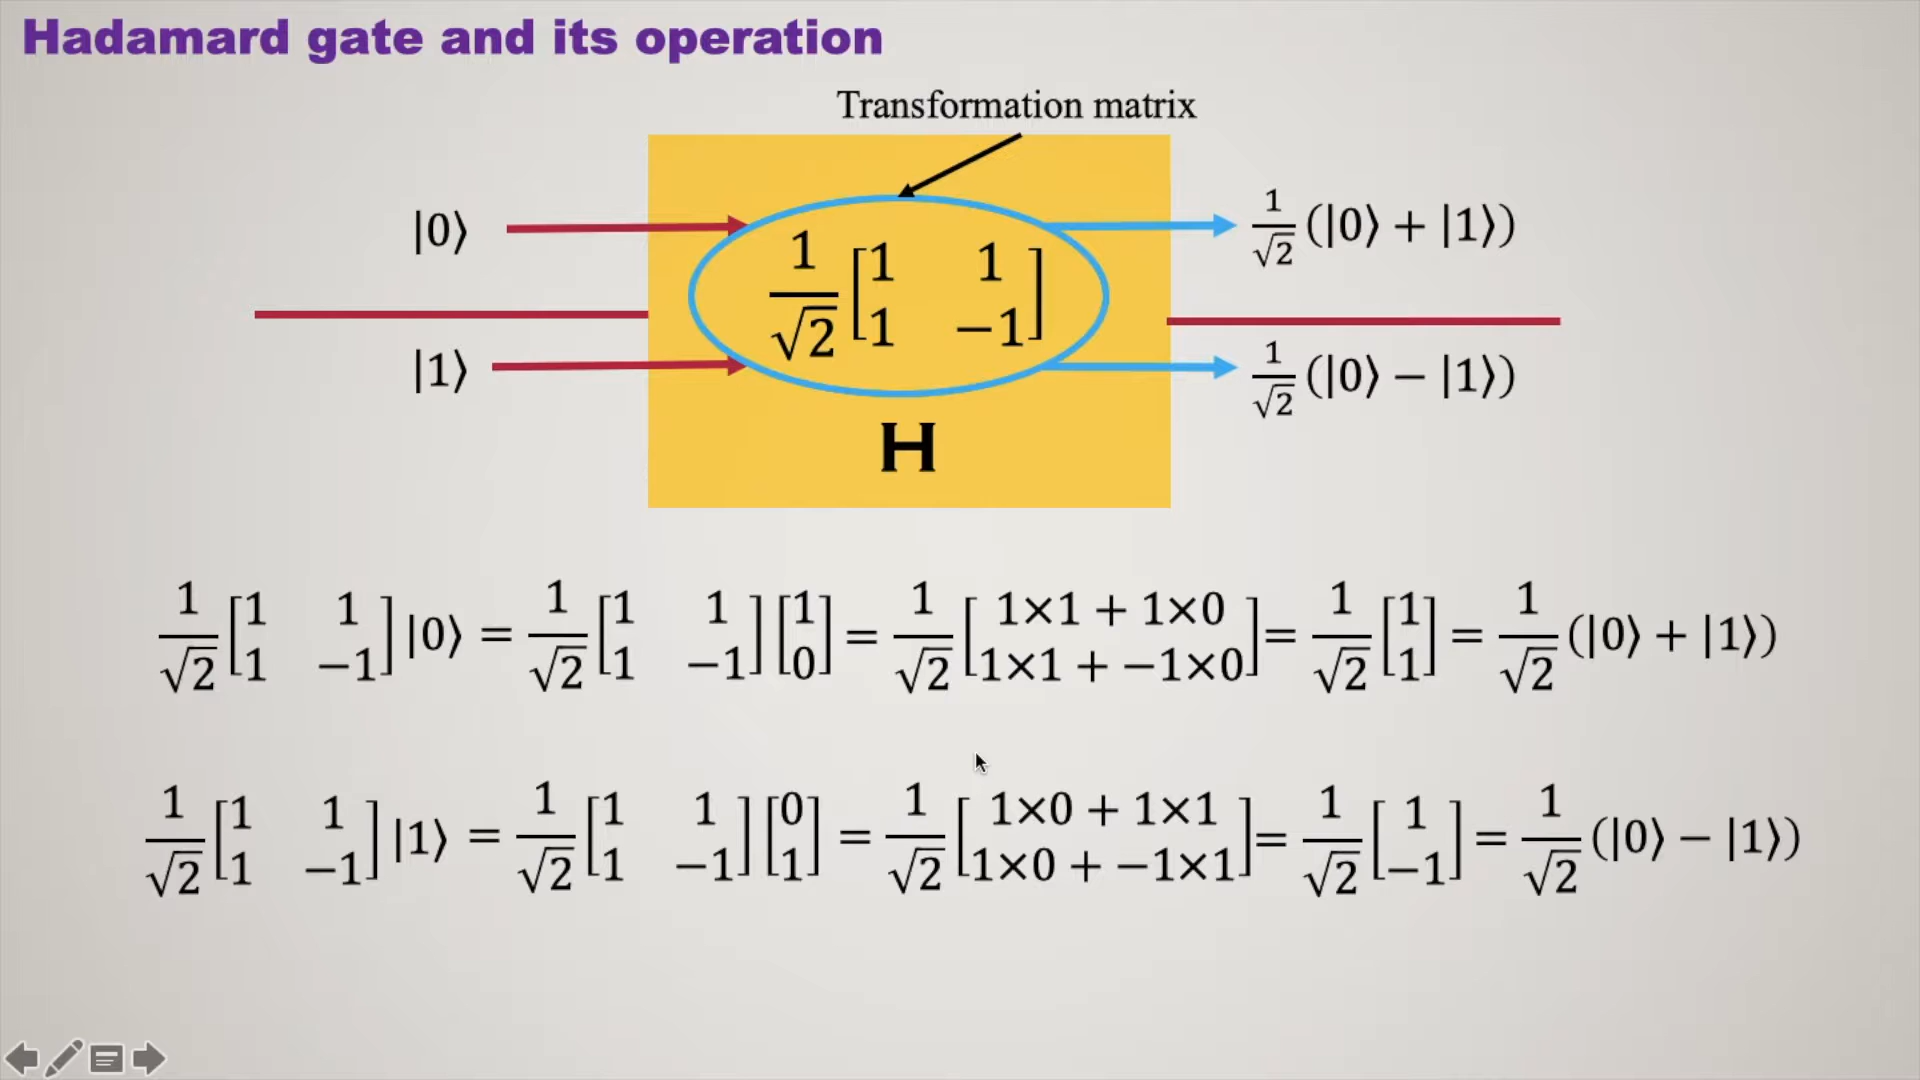 Hadamard gate and its operation
Transformation matrix
|0⟩ 1/√2 [1 1; 1 −1] 1/√2 (|0⟩ + |1⟩)
|1⟩ 1/√2 (|0⟩ − |1⟩)
H
1/√2 [1 1; 1 −1] |0⟩ = 1/√2 [1 1; 1 −1] [1; 0] = 1/√2 [1×1 + 1×0; 1×1 + −1×0] = 1/√2 [1; 1] = 1/√2 (|0⟩ + |1⟩)
1/√2 [1 1; 1 −1] |1⟩ = 1/√2 [1 1; 1 −1] [0; 1] = 1/√2 [1×0 + 1×1; 1×0 + −1×1] = 1/√2 [1; −1] = 1/√2 (|0⟩ − |1⟩)